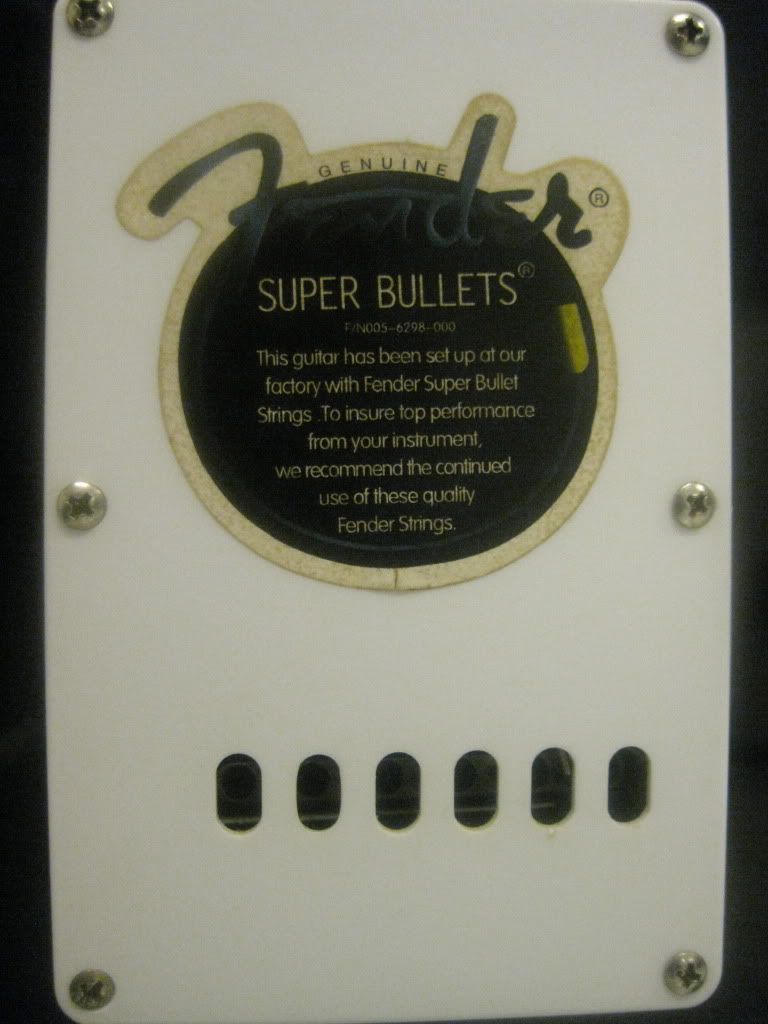 GENUINE
Fender®
SUPER BULLETS®
P/N005-6298-000
This guitar has been set up at our
factory with Fender Super Bullet
Strings .To insure top performance
from your instrument,
we recommend the continued
use of these quality
Fender Strings.